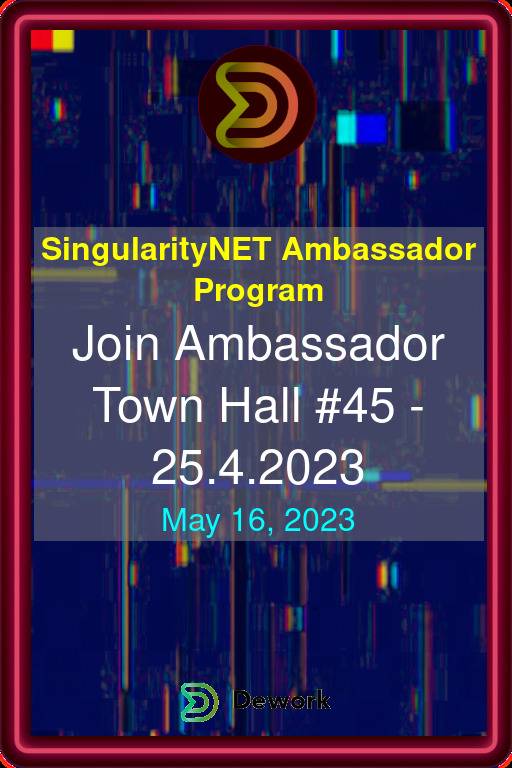 SingularityNET Ambassador
Program
Join Ambassador
Town Hall #45 -
25.4.2023
May 16, 2023
Dework